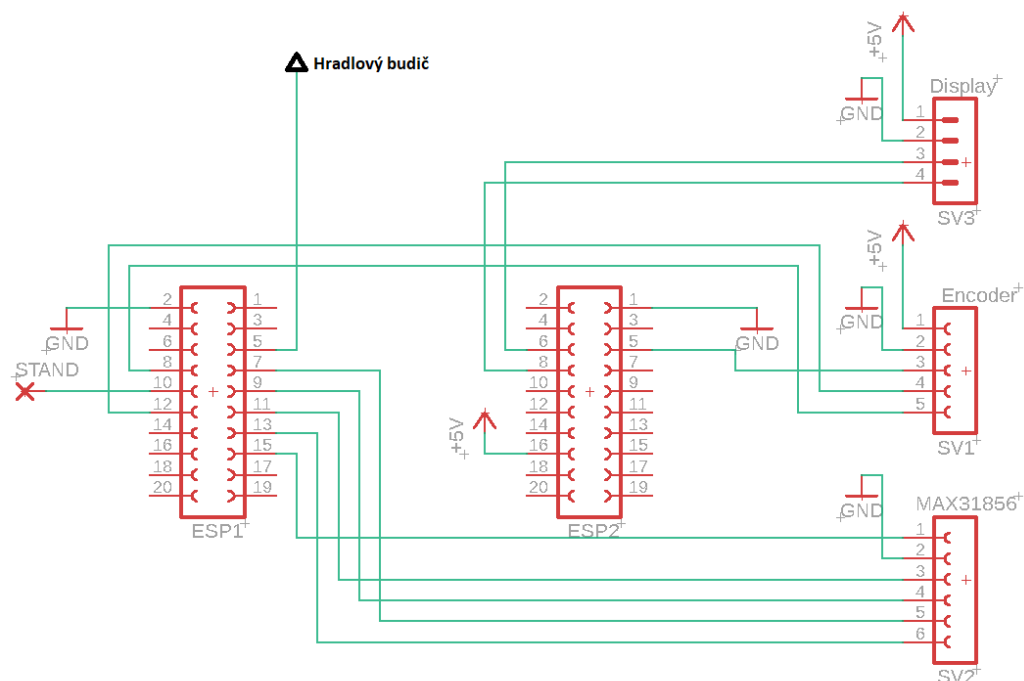 Hradlový budič
+5V
GND
Display
1
2
3
4
SV3
+5V
GND
Encoder
1
2
3
4
5
SV1
GND
STAND
2 1
4 3
6 5
8 7
10 9
12 11
14 13
16 15
18 17
20 19
ESP1
+5V
2 1
4 3
6 5
8 7
10 9
12 11
14 13
16 15
18 17
20 19
ESP2
GND
GND
MAX31856
1
2
3
4
5
6
SV2